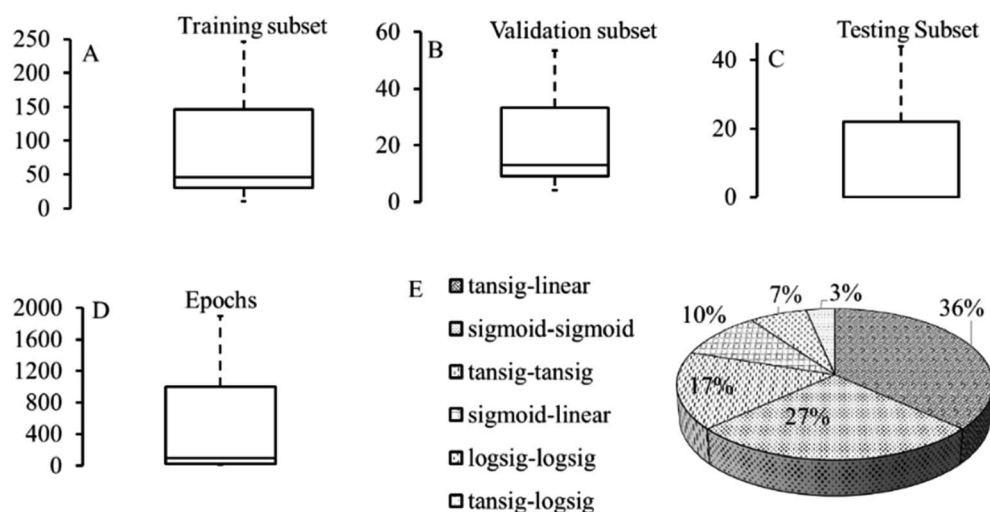 Training subset
A
250
200
150
100
50
0
Validation subset
B
60
40
20
0
Testing Subset
C
40
20
0
Epochs
D
2000
1600
1200
800
400
0
E
tansig-linear
sigmoid-sigmoid
tansig-tansig
sigmoid-linear
logsig-logsig
tansig-logsig
36%
27%
17%
10%
7%
3%